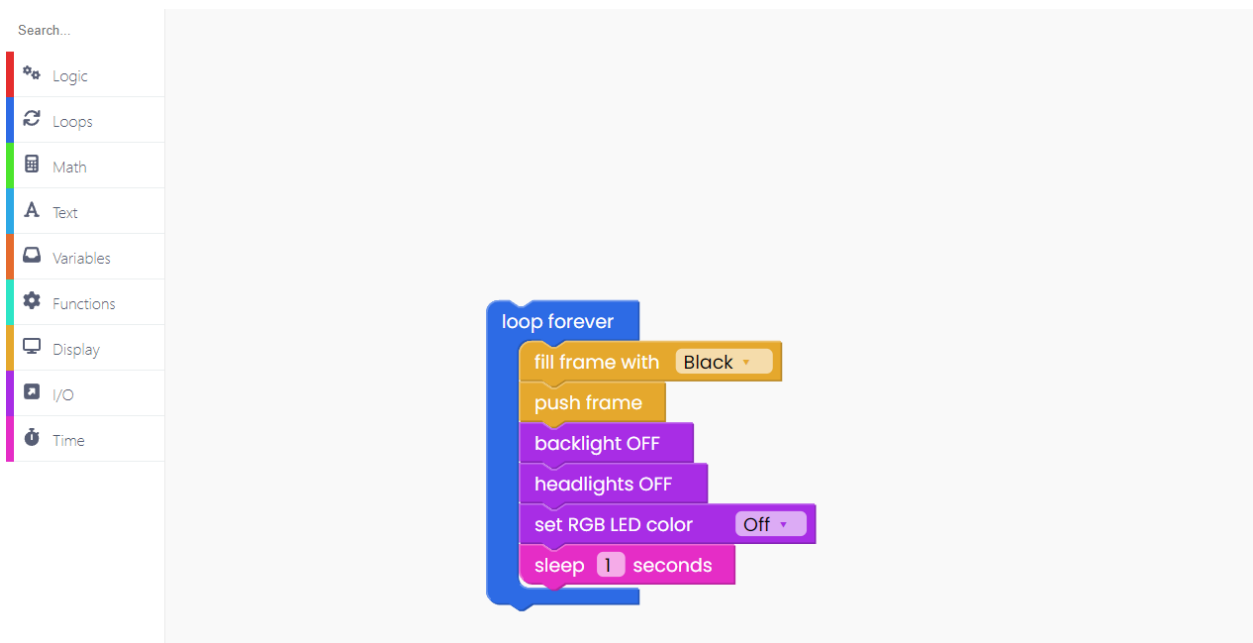 Search...
Logic
Loops
Math
Text
Variables
Functions
Display
I/O
Time
loop forever
fill frame with Black
push frame
backlight OFF
headlights OFF
set RGB LED color Off
sleep 1 seconds